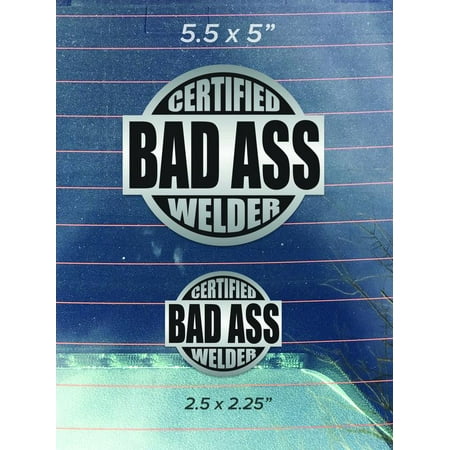 5.5 x 5”
CERTIFIED
BAD ASS
WELDER
CERTIFIED
BAD ASS
WELDER
2.5 x 2.25”